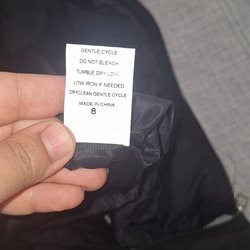 GENTLE CYCLE
DO NOT BLEACH
TUMBLE DRY LOW
LOW IRON IF NEEDED
DRYCLEAN GENTLE CYCLE
MADE IN CHINA
8